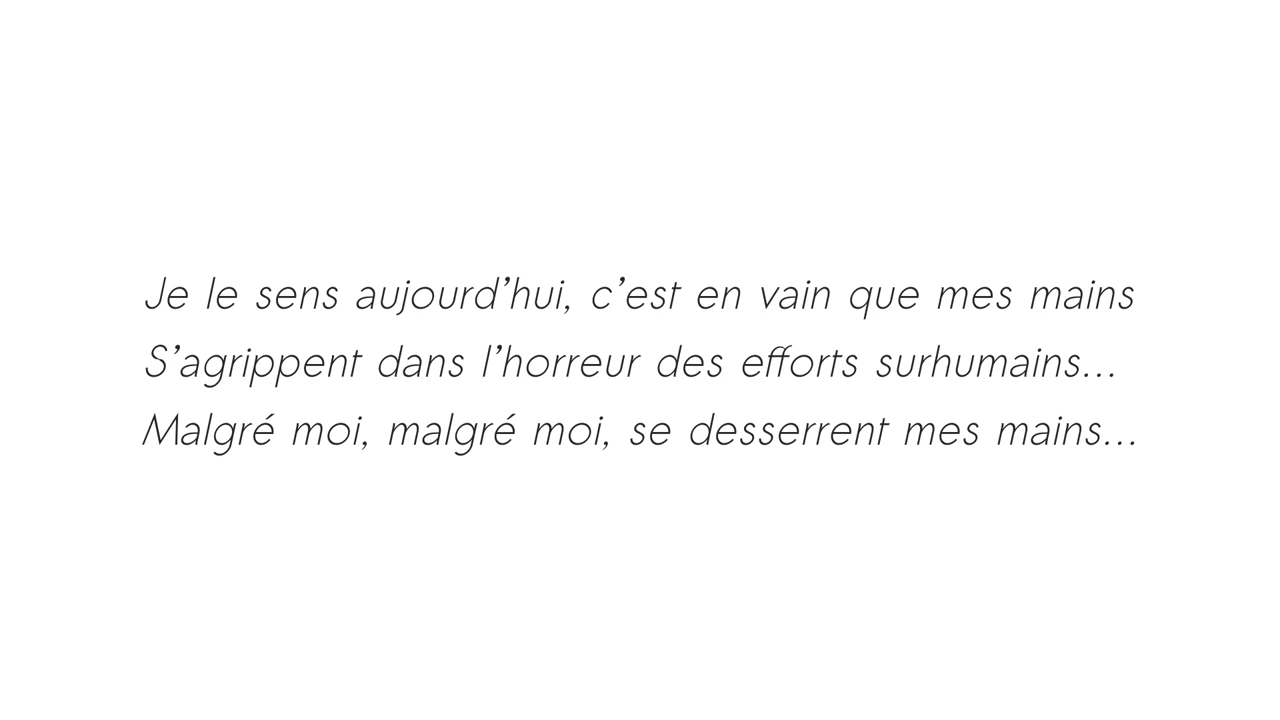 Je le sens aujourd’hui, c’est en vain que mes mains
S’agrippent dans l’horreur des efforts surhumains...
Malgré moi, malgré moi, se desserrent mes mains...